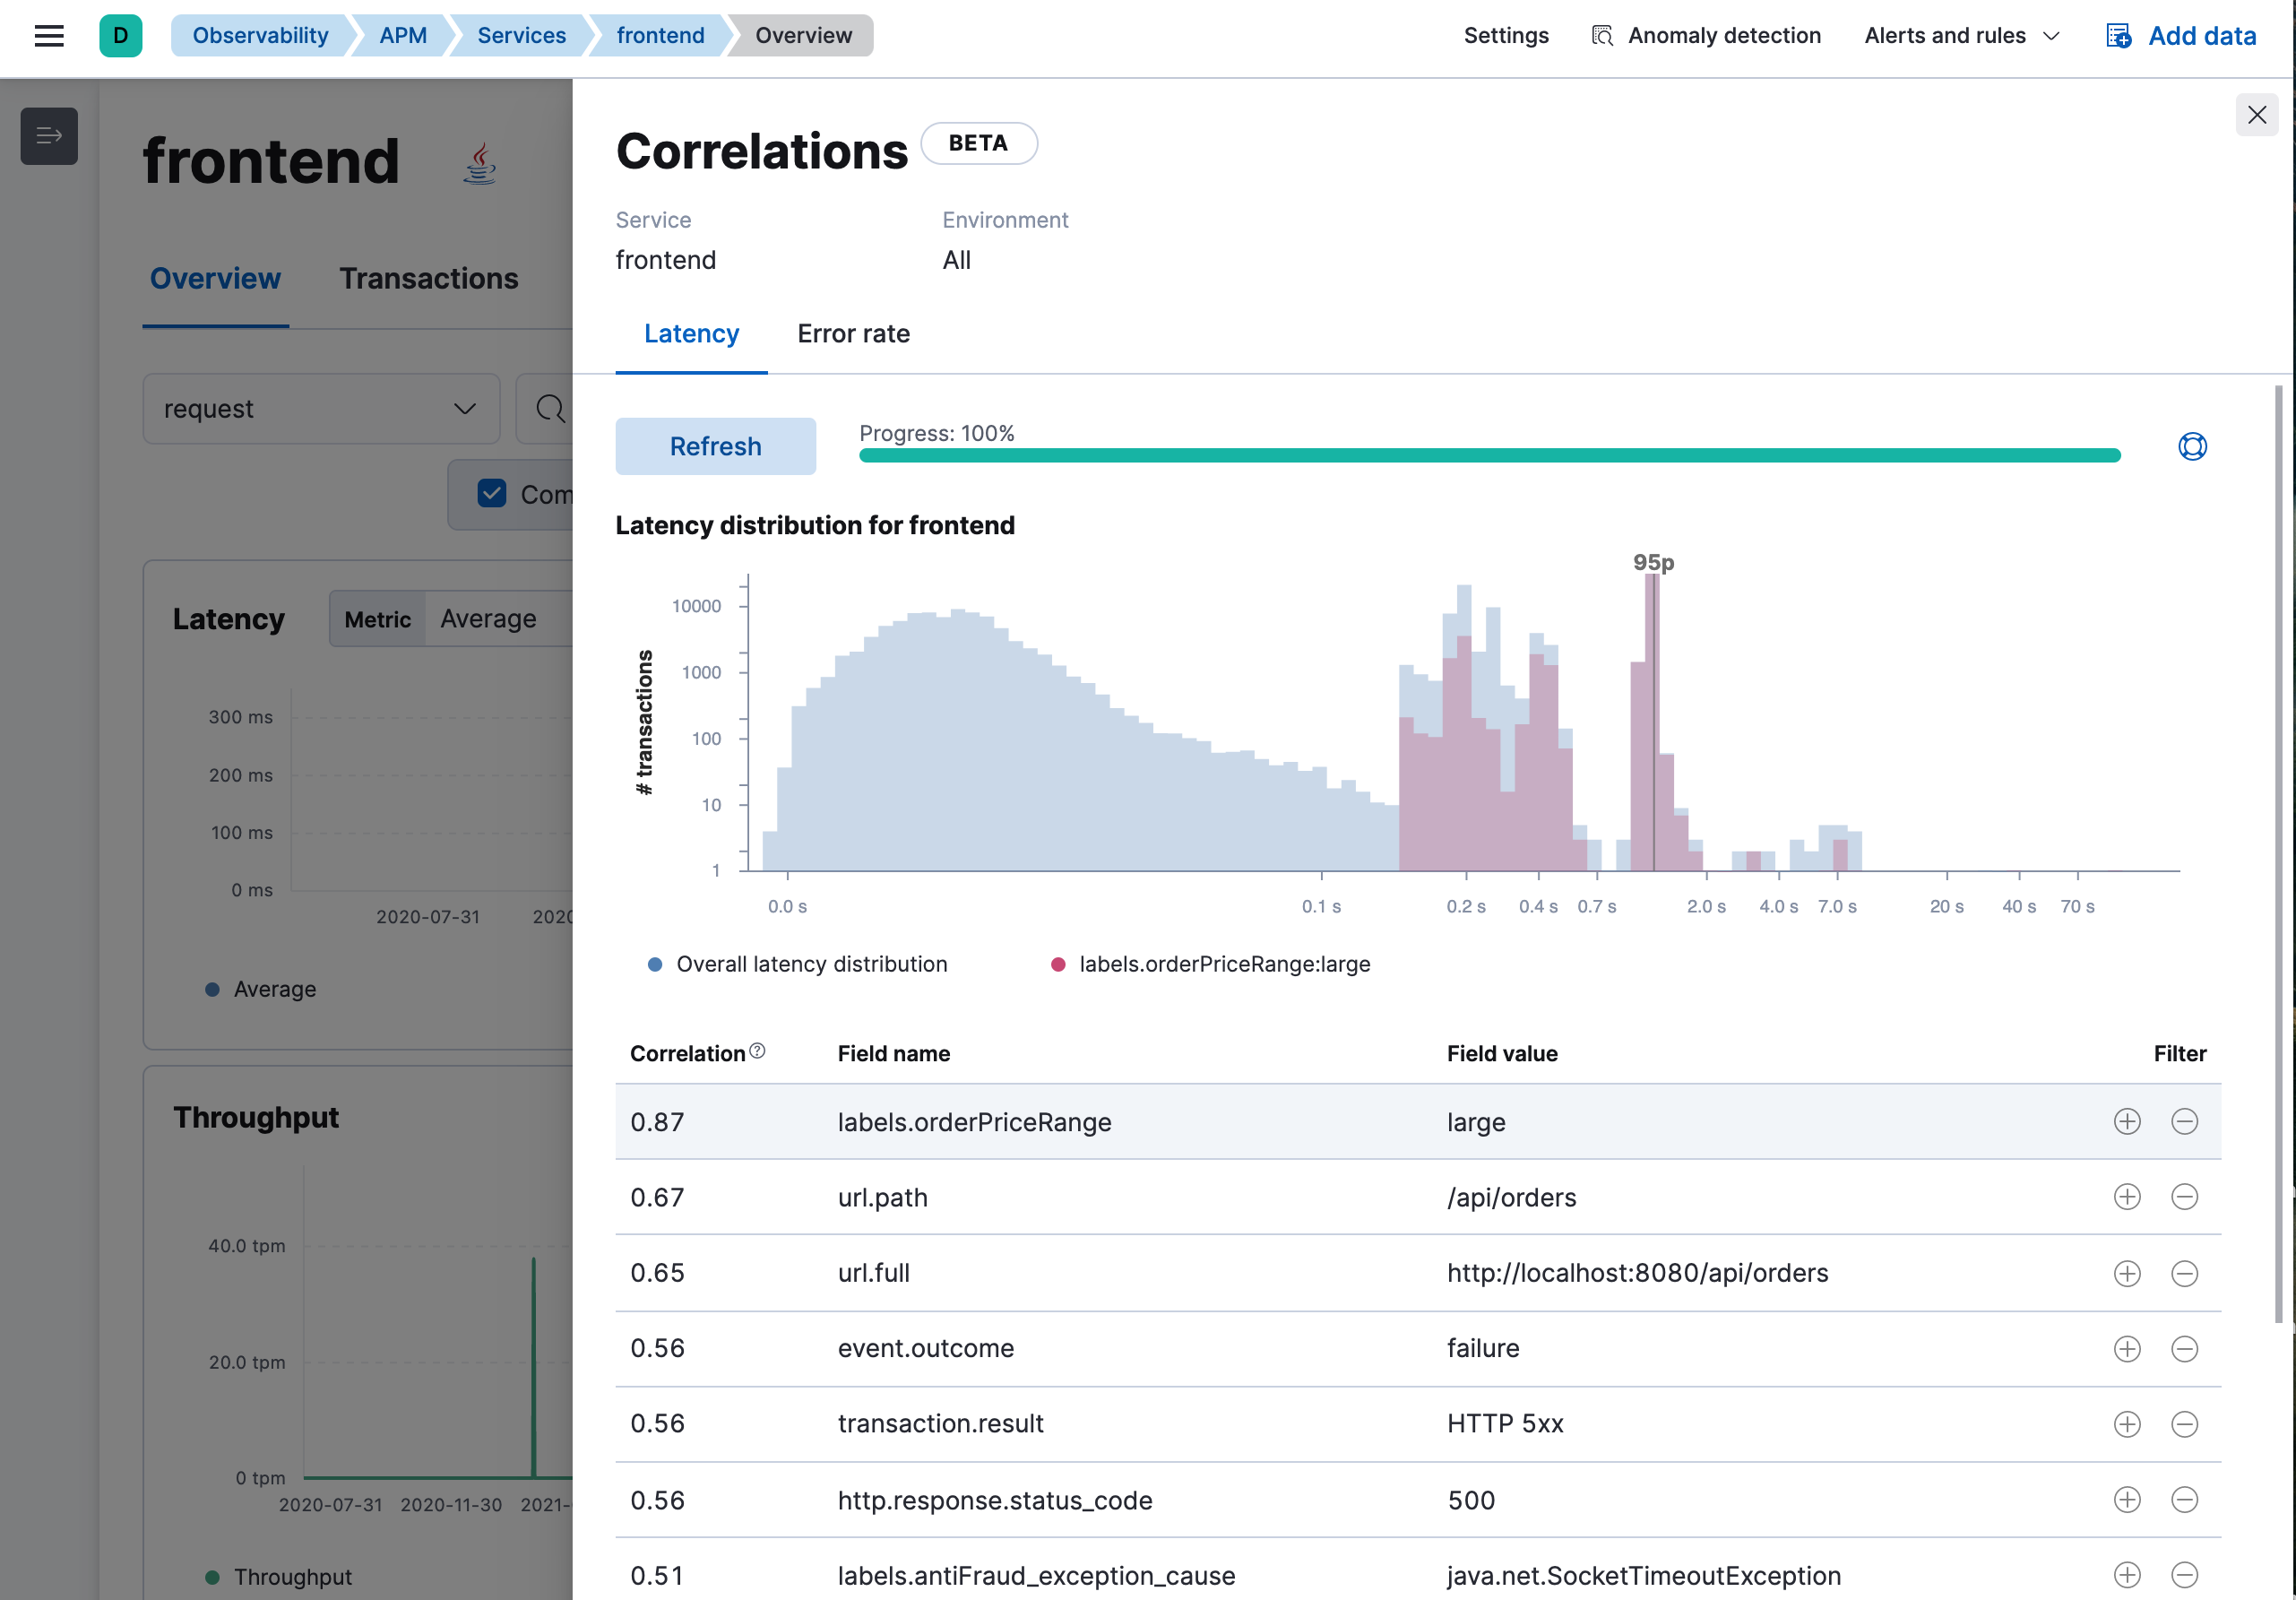 D Observability APM Services frontend Overview Settings Anomaly detection Alerts and rules Add data
frontend
Overview Transactions
request
Com
Latency Metric Average
300 ms
200 ms
100 ms
0 ms
2020-07-31 2020
Average
Throughput
40.0 tpm
20.0 tpm
0 tpm
2020-07-31 2020-11-30 2021-
Throughput
Correlations BETA
Service Environment
frontend All
Latency Error rate
Refresh Progress: 100%
Latency distribution for frontend
95p
# transactions
10000
1000
100
10
1
0.0 s 0.1 s 0.2 s 0.4 s 0.7 s 2.0 s 4.0 s 7.0 s 20 s 40 s 70 s
Overall latency distribution labels.orderPriceRange:large
Correlation Field name Field value Filter
0.87 labels.orderPriceRange large
0.67 url.path /api/orders
0.65 url.full http://localhost:8080/api/orders
0.56 event.outcome failure
0.56 transaction.result HTTP 5xx
0.56 http.response.status_code 500
0.51 labels.antiFraud_exception_cause java.net.SocketTimeoutException